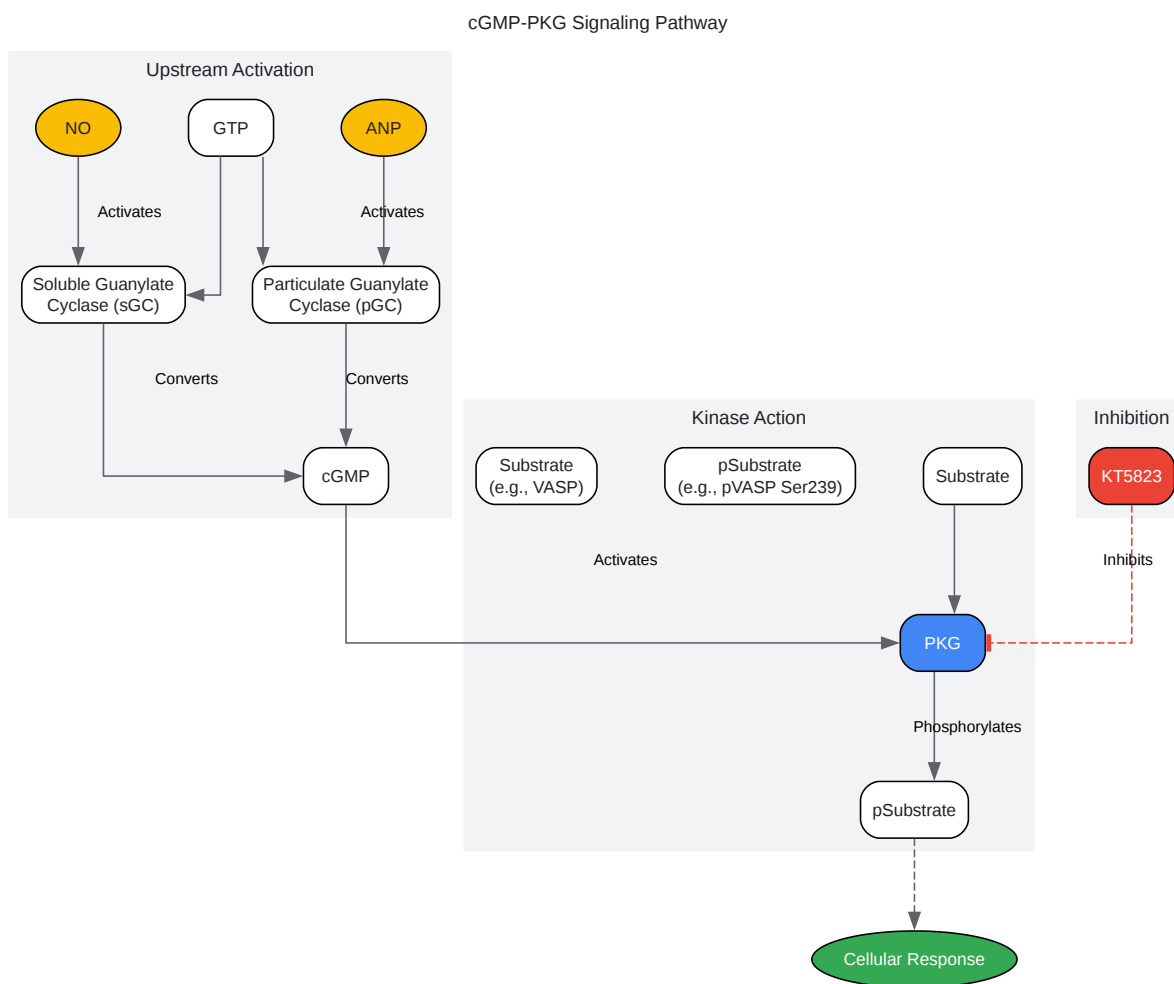 cGMP-PKG Signaling Pathway
Upstream Activation
NO
GTP
ANP
Activates
Activates
Soluble Guanylate
Cyclase (sGC)
Particulate Guanylate
Cyclase (pGC)
Converts
Converts
cGMP
Kinase Action
Substrate
(e.g., VASP)
pSubstrate
(e.g., pVASP Ser239)
Substrate
Inhibition
KT5823
Activates
Inhibits
PKG
Phosphorylates
pSubstrate
Cellular Response